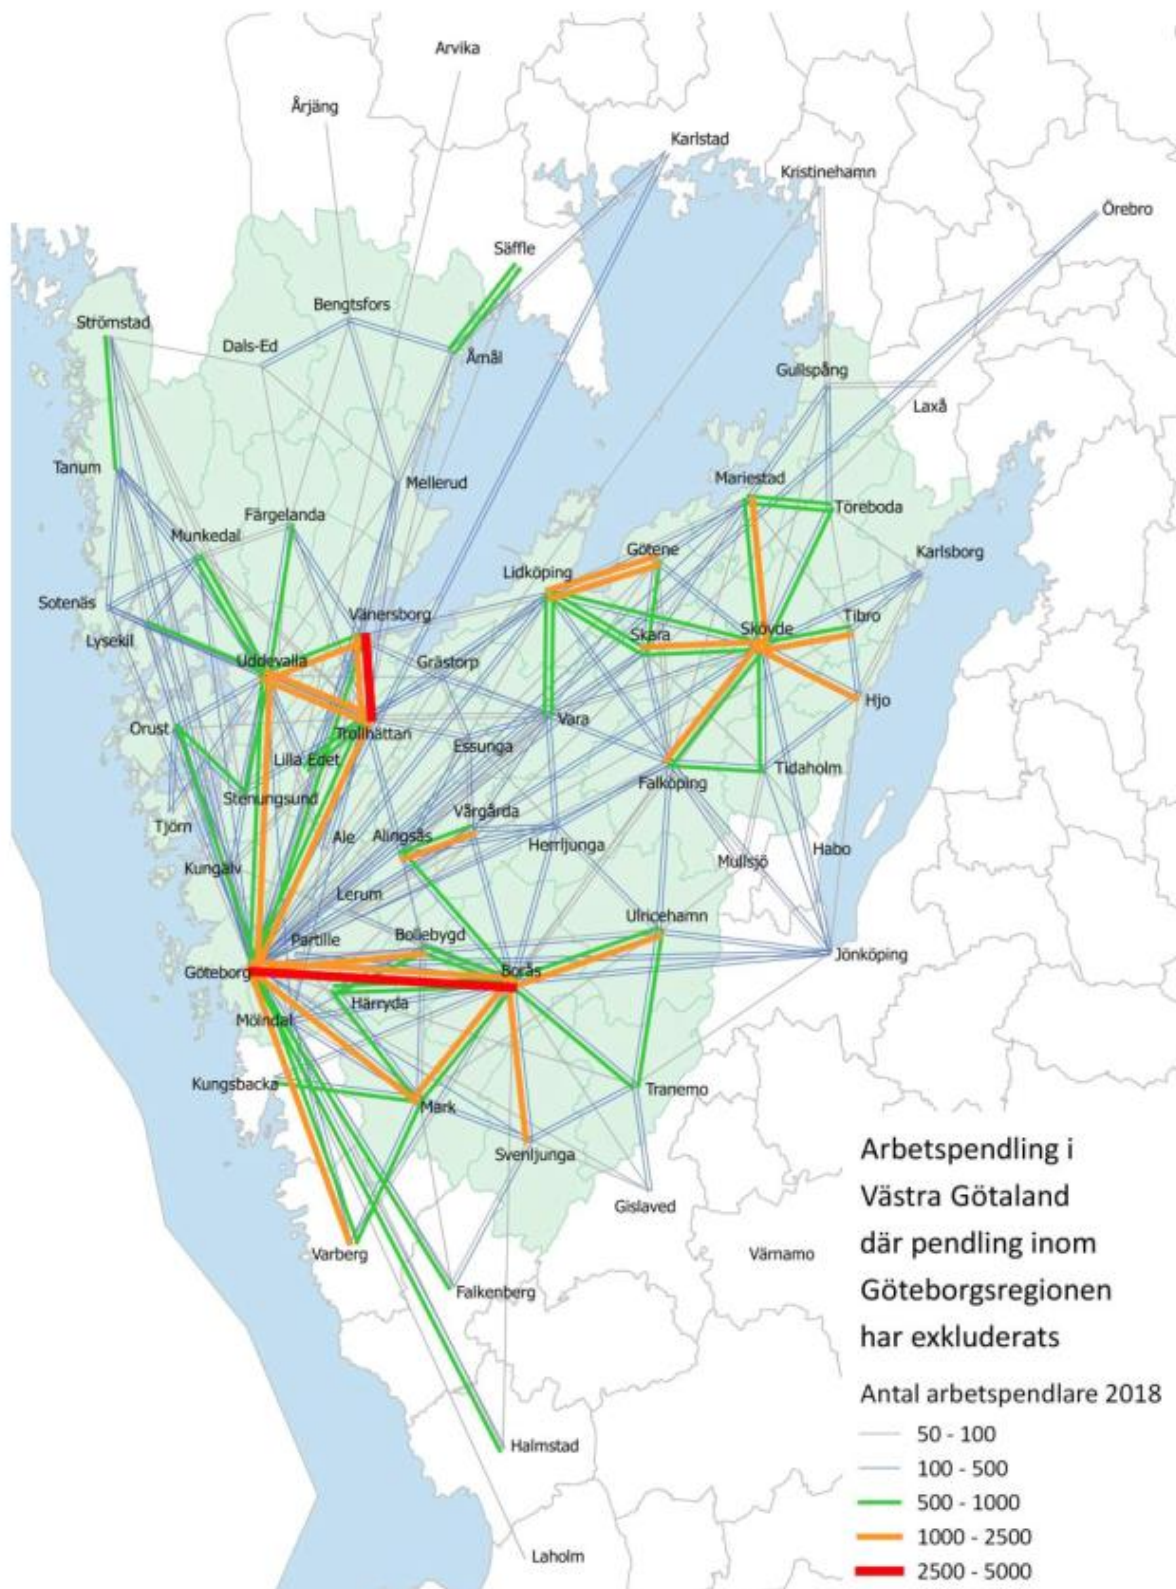 Arvika
Årjäng
Karlstad
Kristinehamn
Örebro
Säffle
Bengtsfors
Strömstad
Dals-Ed
Åmål
Gullspång
Laxå
Tanum
Mellerud
Mariestad
Töreboda
Färgelanda
Munkedal
Götene
Karlsborg
Lidköping
Sotenäs
Vänersborg
Tibro
Lysekil
Skövde
Skara
Uddevalla
Grästorp
Hjo
Orust
Vara
Trollhättan
Essunga
Lilla Edet
Tidaholm
Falköping
Stenungsund
Vårgårda
Tjörn
Ale
Alingsås
Herrljunga
Habo
Mullsjö
Kungälv
Lerum
Ulricehamn
Bollebygd
Partille
Jönköping
Göteborg
Borås
Härryda
Mölndal
Kungsbacka
Tranemo
Mark
Svenljunga
Gislaved
Varberg
Värnamo
Falkenberg
Halmstad
Laholm
Arbetspendling i
Västra Götaland
där pendling inom
Göteborgsregionen
har exkluderats
Antal arbetspendlare 2018
50 - 100
100 - 500
500 - 1000
1000 - 2500
2500 - 5000